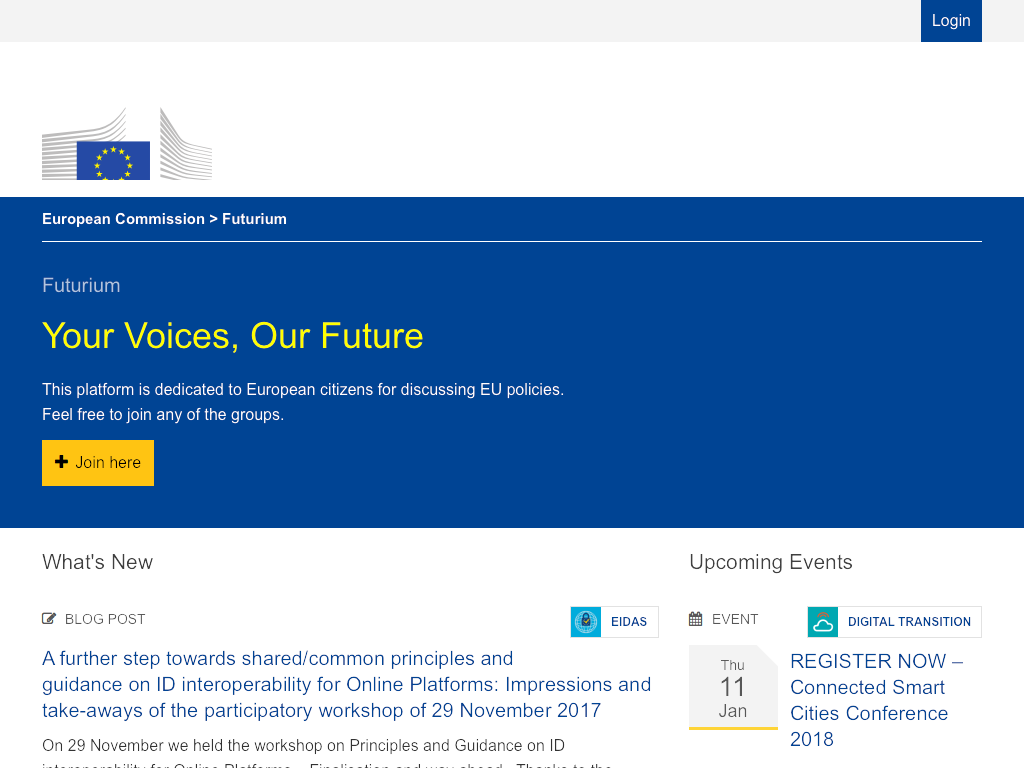 Login
European Commission > Futurium
Futurium
Your Voices, Our Future
This platform is dedicated to European citizens for discussing EU policies.
Feel free to join any of the groups.
Join here
What's New
BLOG POST
EIDAS
A further step towards shared/common principles and
guidance on ID interoperability for Online Platforms: Impressions and
take-aways of the participatory workshop of 29 November 2017
On 29 November we held the workshop on Principles and Guidance on ID
Upcoming Events
EVENT
DIGITAL TRANSITION
Thu
11
Jan
REGISTER NOW –
Connected Smart
Cities Conference
2018